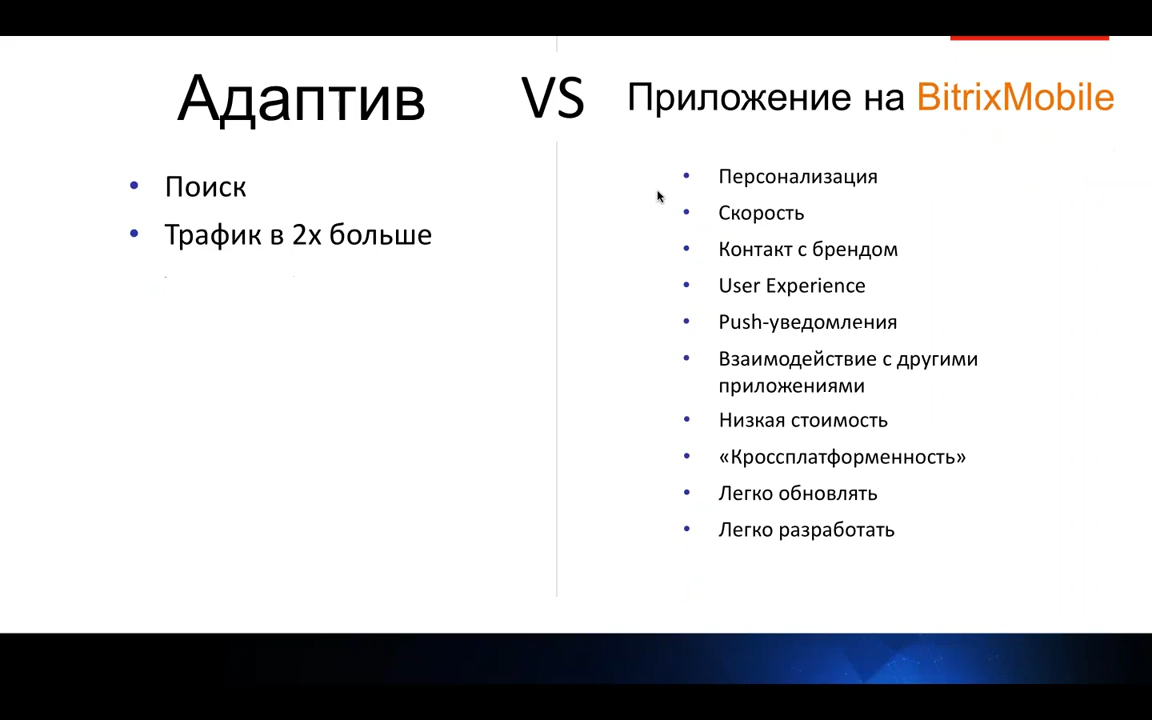 Адаптив
VS
Приложение на BitrixMobile
• Поиск
• Трафик в 2х больше
• Персонализация
• Скорость
• Контакт с брендом
• User Experience
• Push-уведомления
• Взаимодействие с другими
приложениями
• Низкая стоимость
• «Кроссплатформенность»
• Легко обновлять
• Легко разработать